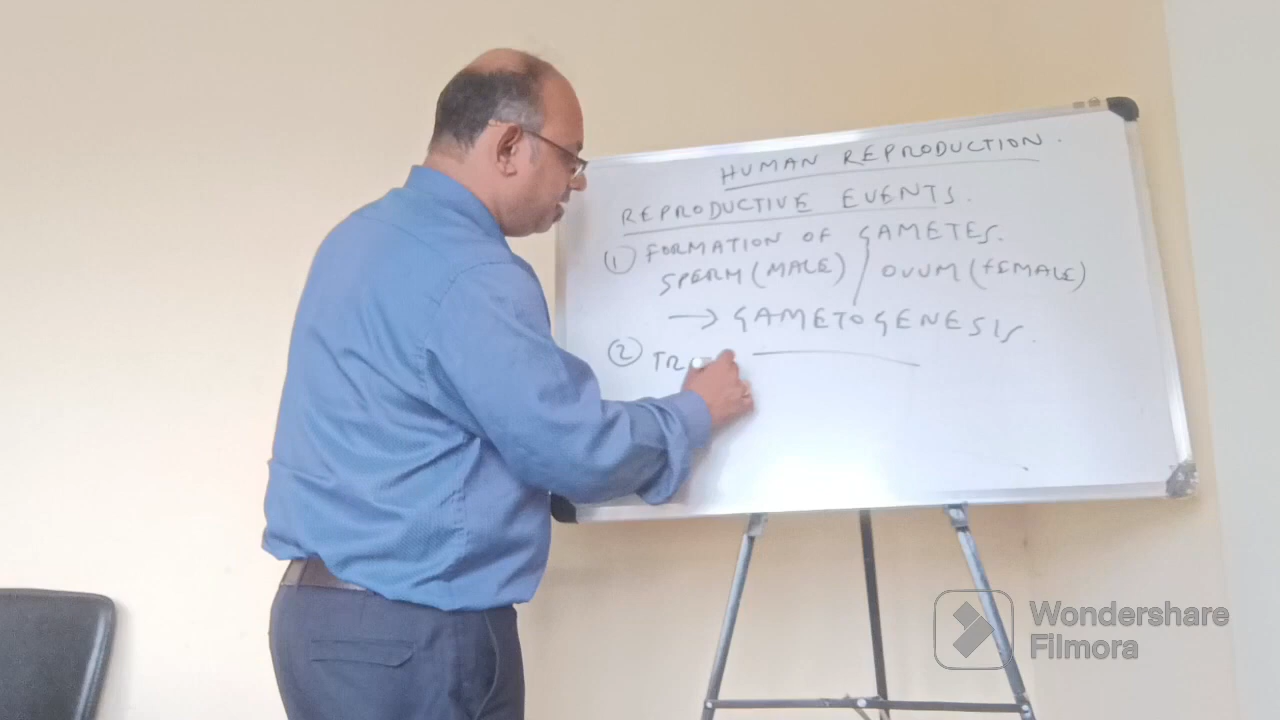 HUMAN REPRODUCTION.
REPRODUCTIVE EVENTS.
① FORMATION OF GAMETES.
SPERM (MALE) / OVUM (FEMALE)
→ GAMETOGENESIS.
②
Wondershare
Filmora